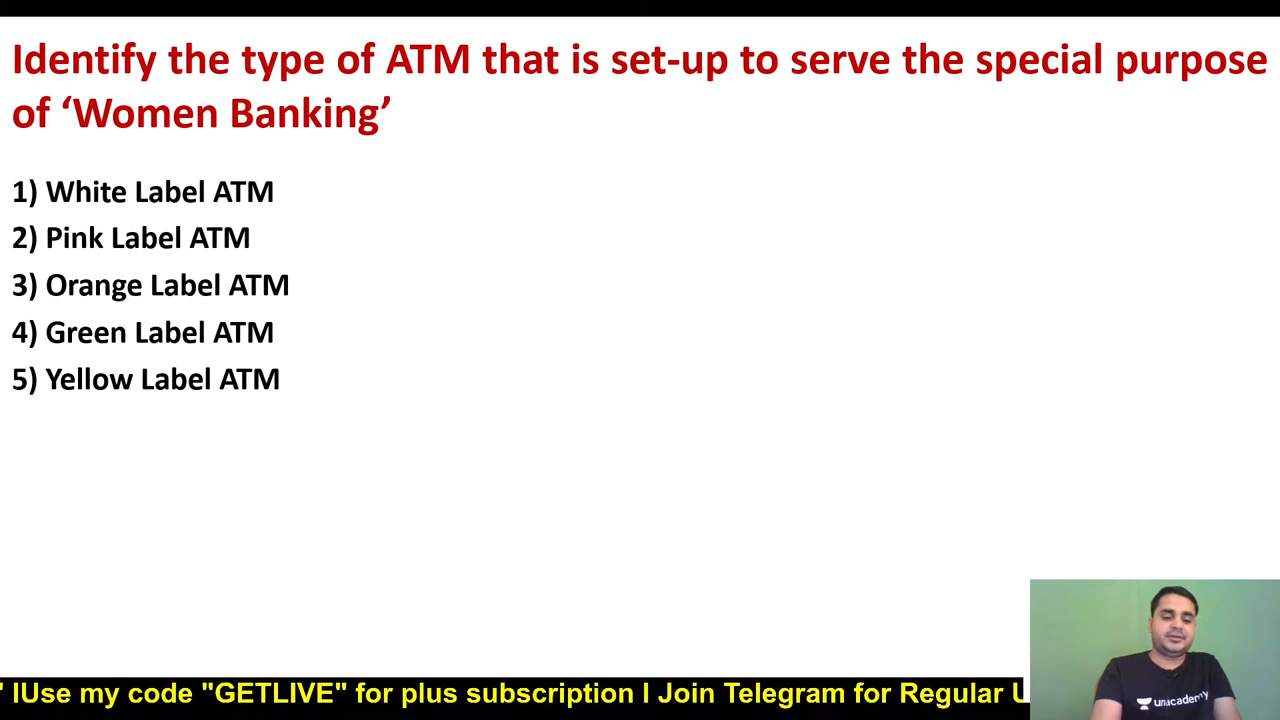 Identify the type of ATM that is set-up to serve the special purpose
of ‘Women Banking’
1) White Label ATM
2) Pink Label ATM
3) Orange Label ATM
4) Green Label ATM
5) Yellow Label ATM
unacademy
" IUse my code "GETLIVE" for plus subscription I Join Telegram for Regular U